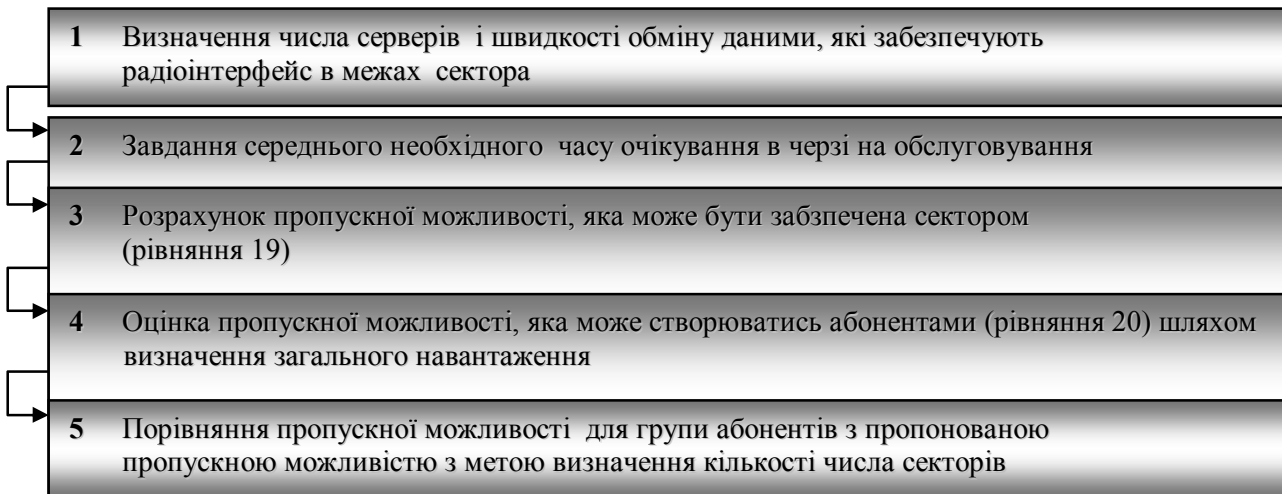 1 Визначення числа серверів і швидкості обміну даними, які забезпечують
радіоінтерфейс в межах сектора
2 Завдання середнього необхідного часу очікування в черзі на обслуговування
3 Розрахунок пропускної можливості, яка може бути забзпечена сектором
(рівняння 19)
4 Оцінка пропускної можливості, яка може створюватись абонентами (рівняння 20) шляхом
визначення загального навантаження
5 Порівняння пропускної можливості для групи абонентів з пропонованою
пропускною можливістю з метою визначення кількості числа секторів